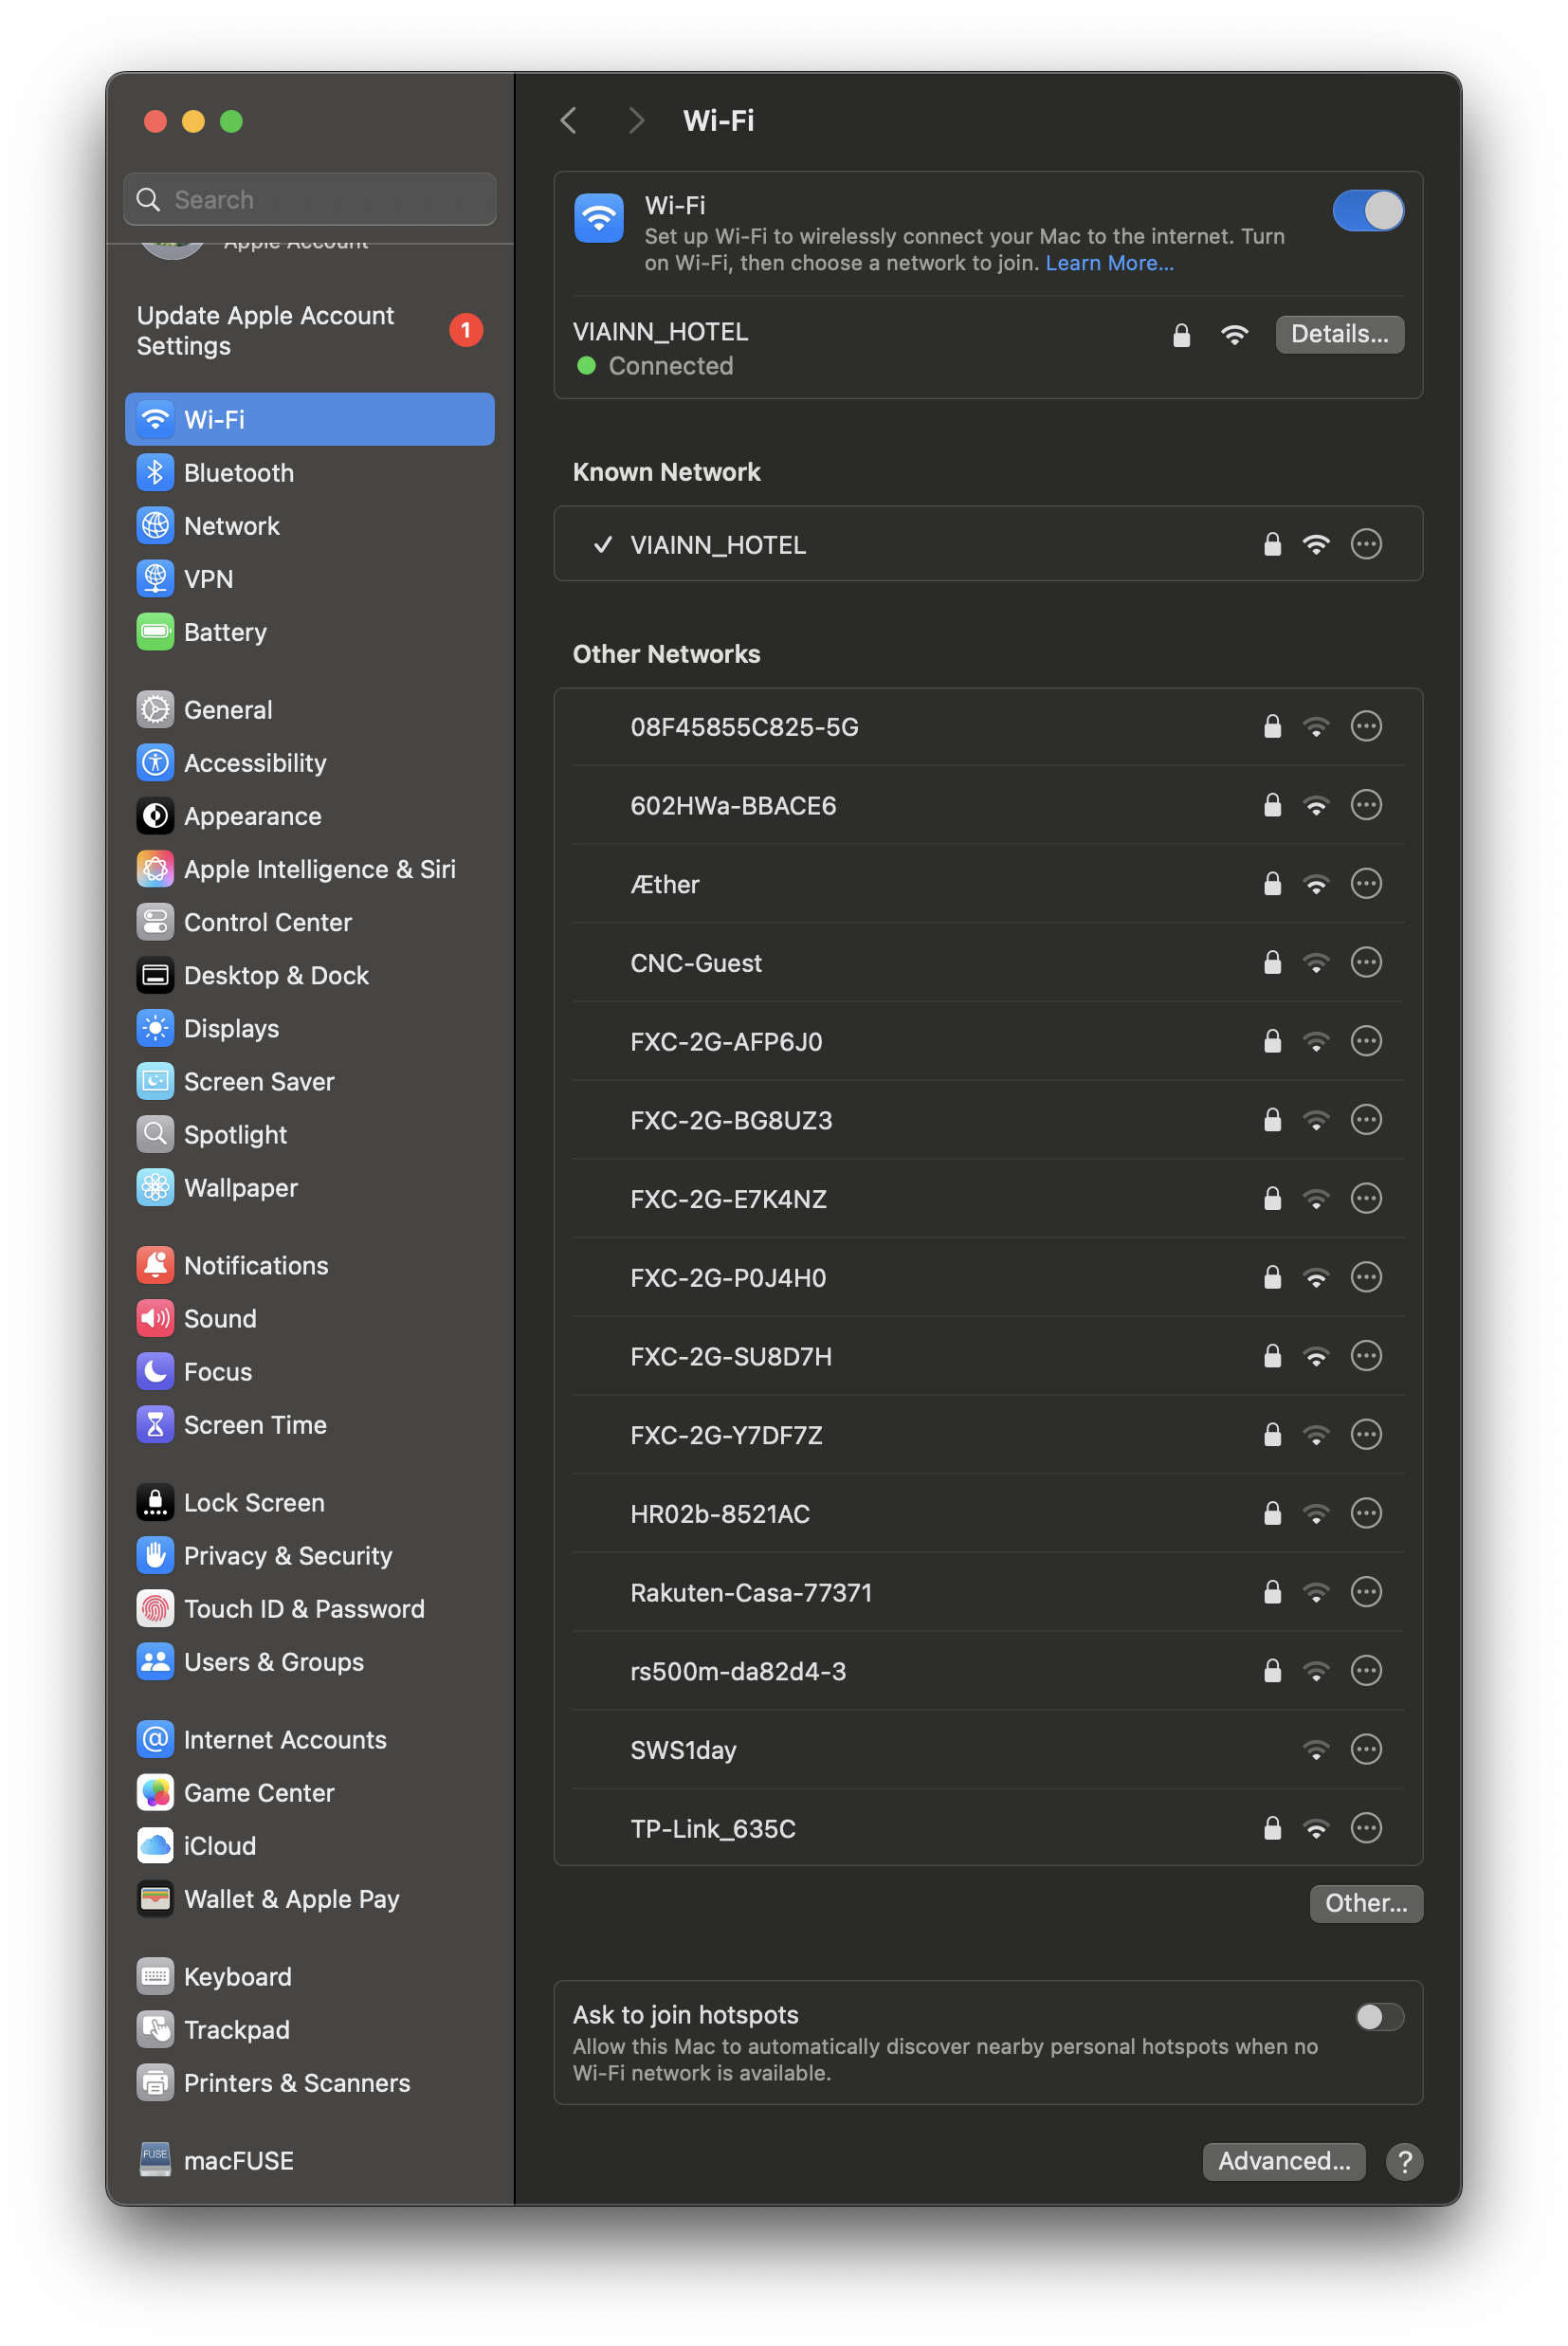 Search
Apple Account
Update Apple Account
Settings
1
Wi-Fi
Bluetooth
Network
VPN
Battery
General
Accessibility
Appearance
Apple Intelligence & Siri
Control Center
Desktop & Dock
Displays
Screen Saver
Spotlight
Wallpaper
Notifications
Sound
Focus
Screen Time
Lock Screen
Privacy & Security
Touch ID & Password
Users & Groups
Internet Accounts
Game Center
iCloud
Wallet & Apple Pay
Keyboard
Trackpad
Printers & Scanners
FUSE
macFUSE
Wi-Fi
Wi-Fi
Set up Wi-Fi to wirelessly connect your Mac to the internet. Turn
on Wi-Fi, then choose a network to join. Learn More...
VIAINN_HOTEL
Connected
Details...
Known Network
VIAINN_HOTEL
Other Networks
08F45855C825-5G
602HWa-BBACE6
Æther
CNC-Guest
FXC-2G-AFP6J0
FXC-2G-BG8UZ3
FXC-2G-E7K4NZ
FXC-2G-P0J4H0
FXC-2G-SU8D7H
FXC-2G-Y7DF7Z
HR02b-8521AC
Rakuten-Casa-77371
rs500m-da82d4-3
SWS1day
TP-Link_635C
Other...
Ask to join hotspots
Allow this Mac to automatically discover nearby personal hotspots when no
Wi-Fi network is available.
Advanced...
?